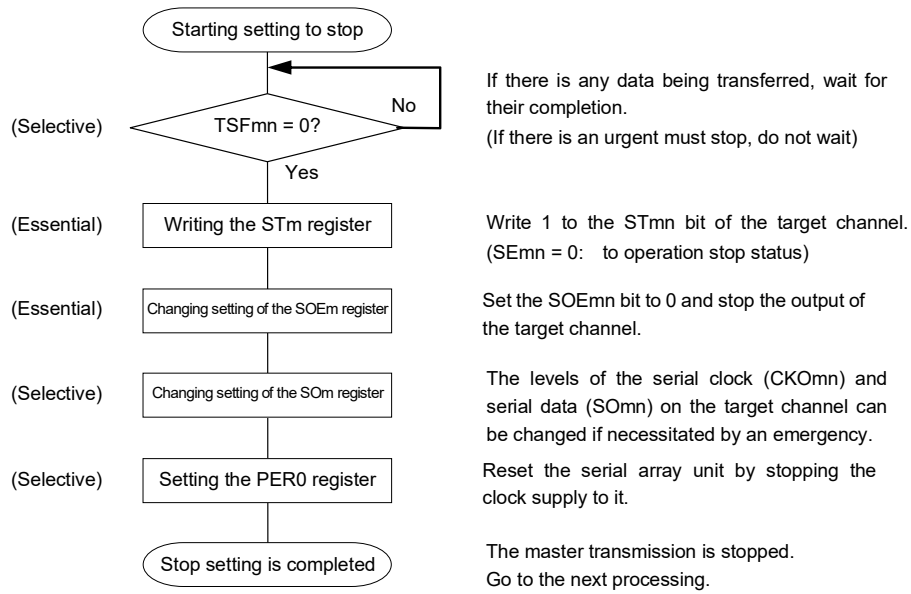 Starting setting to stop
No
If there is any data being transferred, wait for
their completion.
(If there is an urgent must stop, do not wait)
(Selective)
TSFmn = 0?
Yes
(Essential)
Writing the STm register
Write 1 to the STmn bit of the target channel.
(SEmn = 0: to operation stop status)
(Essential)
Changing setting of the SOEm register
Set the SOEmn bit to 0 and stop the output of
the target channel.
(Selective)
Changing setting of the SOm register
The levels of the serial clock (CKOmn) and
serial data (SOmn) on the target channel can
be changed if necessitated by an emergency.
(Selective)
Setting the PER0 register
Reset the serial array unit by stopping the
clock supply to it.
Stop setting is completed
The master transmission is stopped.
Go to the next processing.